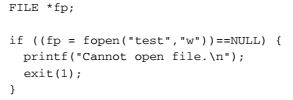 FILE *fp;
if ((fp = fopen("test","w"))==NULL) {
  printf("Cannot open file.\n");
  exit(1);
}